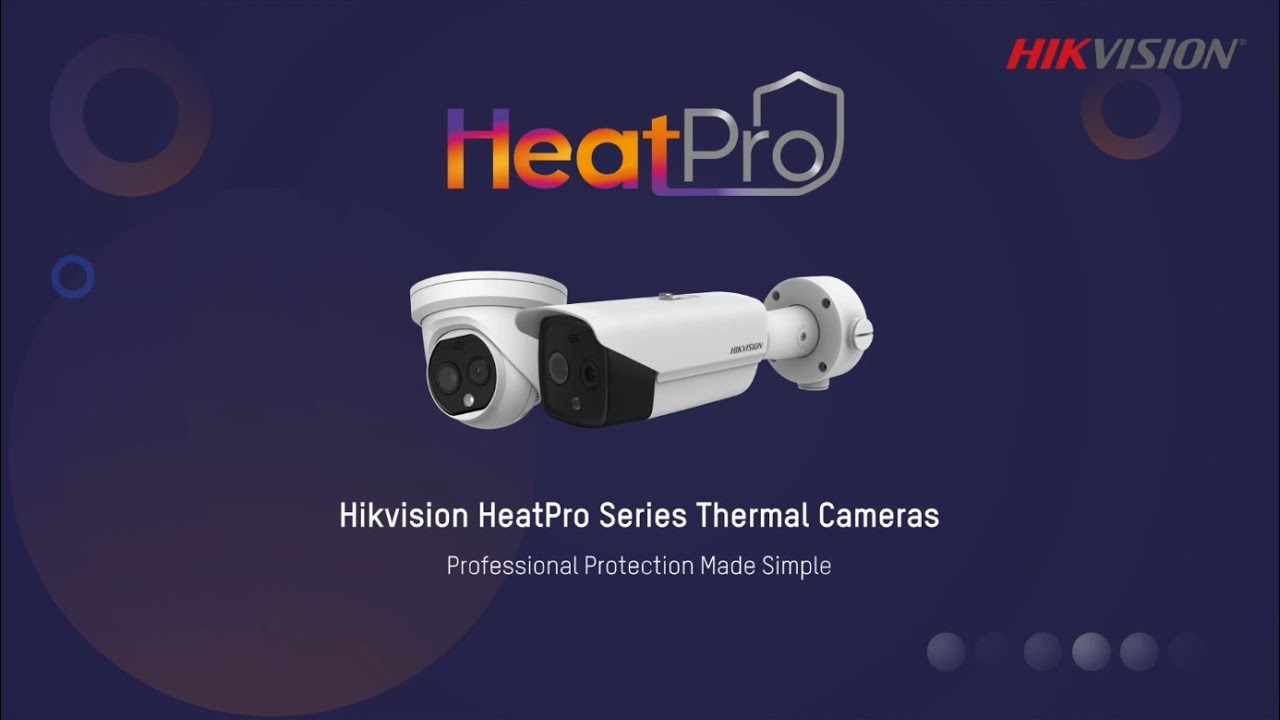 HIKVISION®
HeatPro
HIKVISION
Hikvision HeatPro Series Thermal Cameras
Professional Protection Made Simple